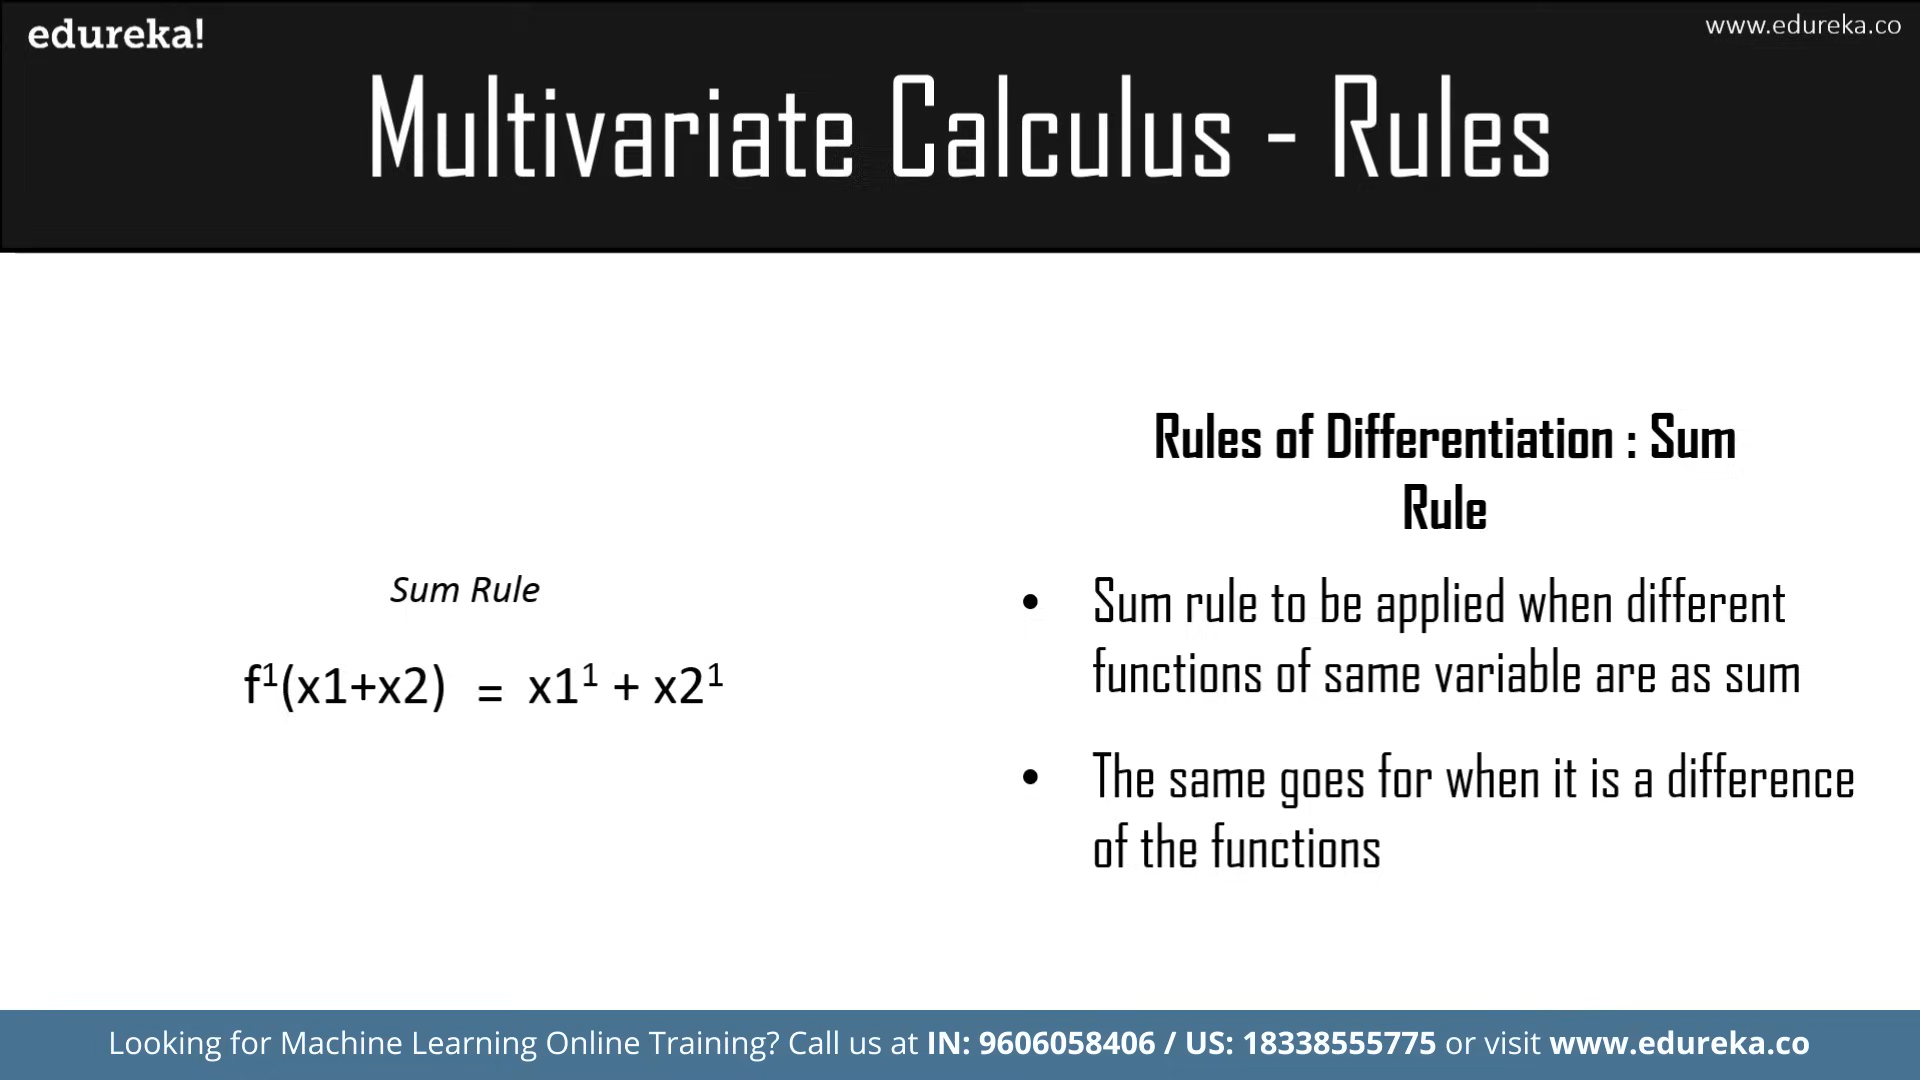 edureka!
www.edureka.co
Multivariate Calculus - Rules
Sum Rule
f¹(x1+x2) = x1¹ + x2¹
Rules of Differentiation : Sum
Rule
• Sum rule to be applied when different
functions of same variable are as sum
• The same goes for when it is a difference
of the functions
Looking for Machine Learning Online Training? Call us at IN: 9606058406 / US: 18338555775 or visit www.edureka.co